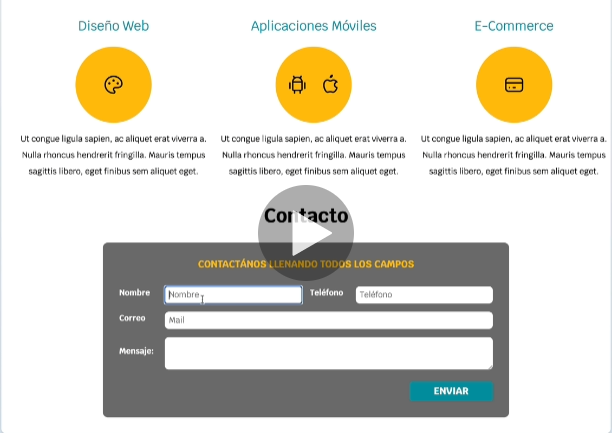 Diseño Web
Aplicaciones Móviles
E-Commerce
Ut congue ligula sapien, ac aliquet erat viverra a.
Nulla rhoncus hendrerit fringilla. Mauris tempus
sagittis libero, eget finibus sem aliquet eget.
Ut congue ligula sapien, ac aliquet erat viverra a.
Nulla rhoncus hendrerit fringilla. Mauris tempus
sagittis libero, eget finibus sem aliquet eget.
Ut congue ligula sapien, ac aliquet erat viverra a.
Nulla rhoncus hendrerit fringilla. Mauris tempus
sagittis libero, eget finibus sem aliquet eget.
Contacto
CONTACTÁNOS LLENANDO TODOS LOS CAMPOS
Nombre Nombre Teléfono Teléfono
Correo Mail
Mensaje:
ENVIAR